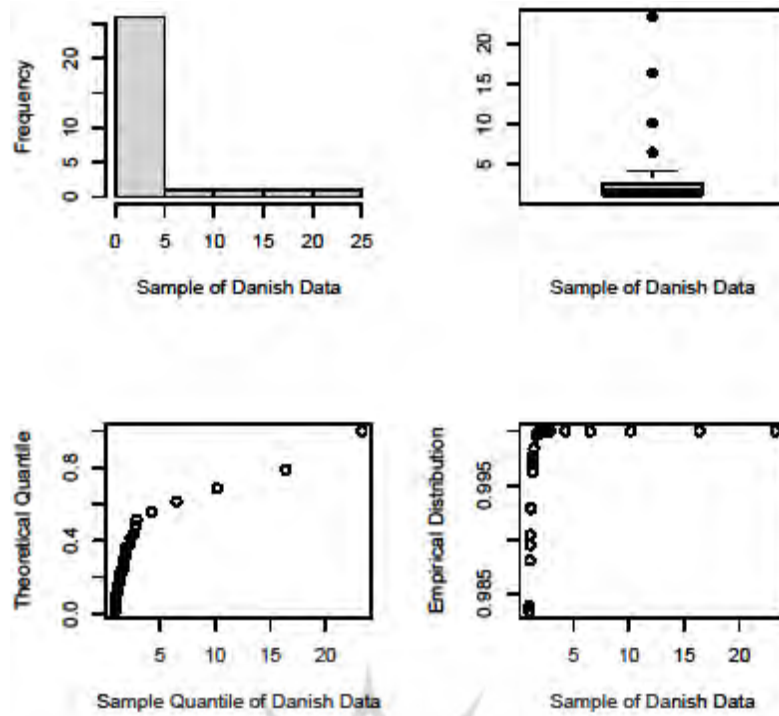 Frequency
20
15
10
5
0
0 5 10 15 20 25
Sample of Danish Data
20
15
10
5
Sample of Danish Data
Theoretical Quantile
0.8
0.4
0.0
5 10 15 20
Sample Quantile of Danish Data
Empirical Distribution
0.995
0.985
5 10 15 20
Sample of Danish Data